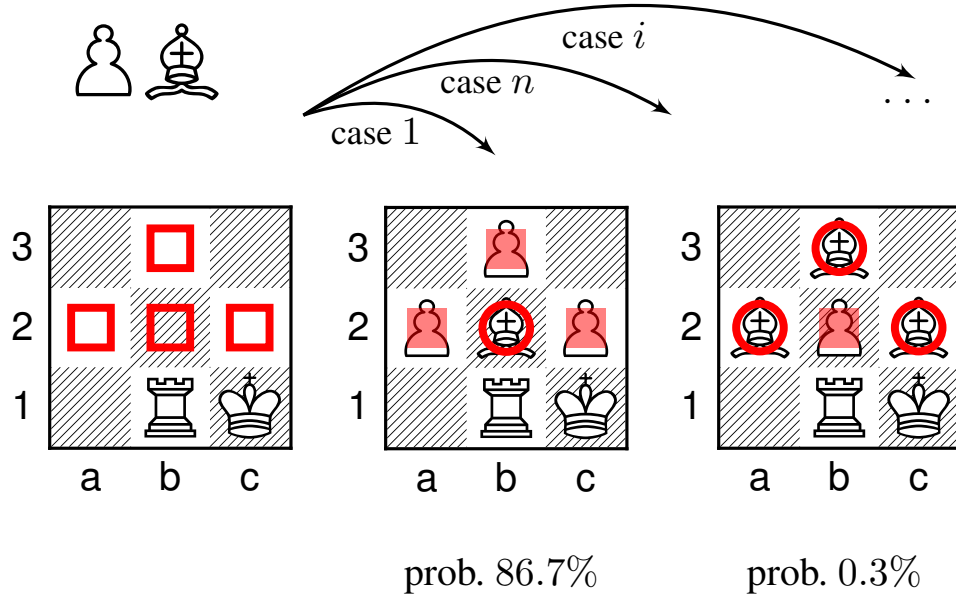 case i
case n
case 1
...
3
2
1
a b c
3
2
1
a b c
3
2
1
a b c
prob. 86.7%
prob. 0.3%